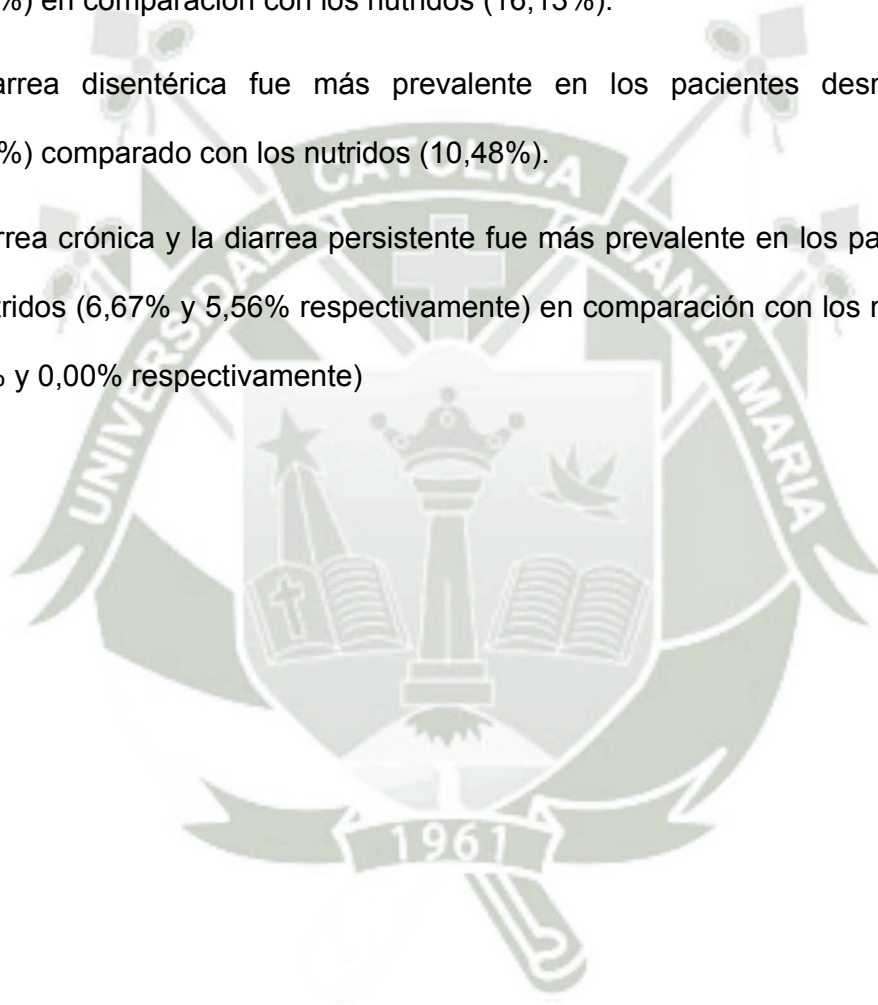 %) en comparación con los nutridos (16,13%).
arrea disentérica fue más prevalente en los pacientes desn
%) comparado con los nutridos (10,48%).
rrea crónica y la diarrea persistente fue más prevalente en los pa
tridos (6,67% y 5,56% respectivamente) en comparación con los n
% y 0,00% respectivamente)
UNIVERSIDAD CATOLICA SANTA MARIA
1961